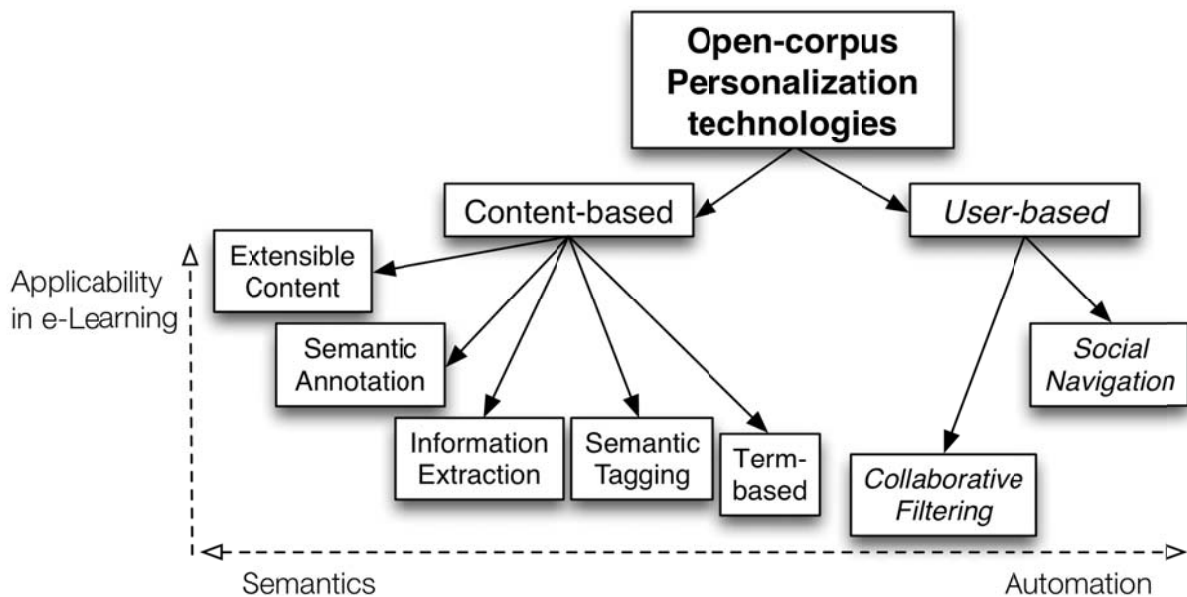 Open-corpus
Personalization
technologies
Content-based
User-based
Extensible
Content
Applicability
in e-Learning
Semantic
Annotation
Social
Navigation
Information
Extraction
Semantic
Tagging
Term-
based
Collaborative
Filtering
Semantics
Automation